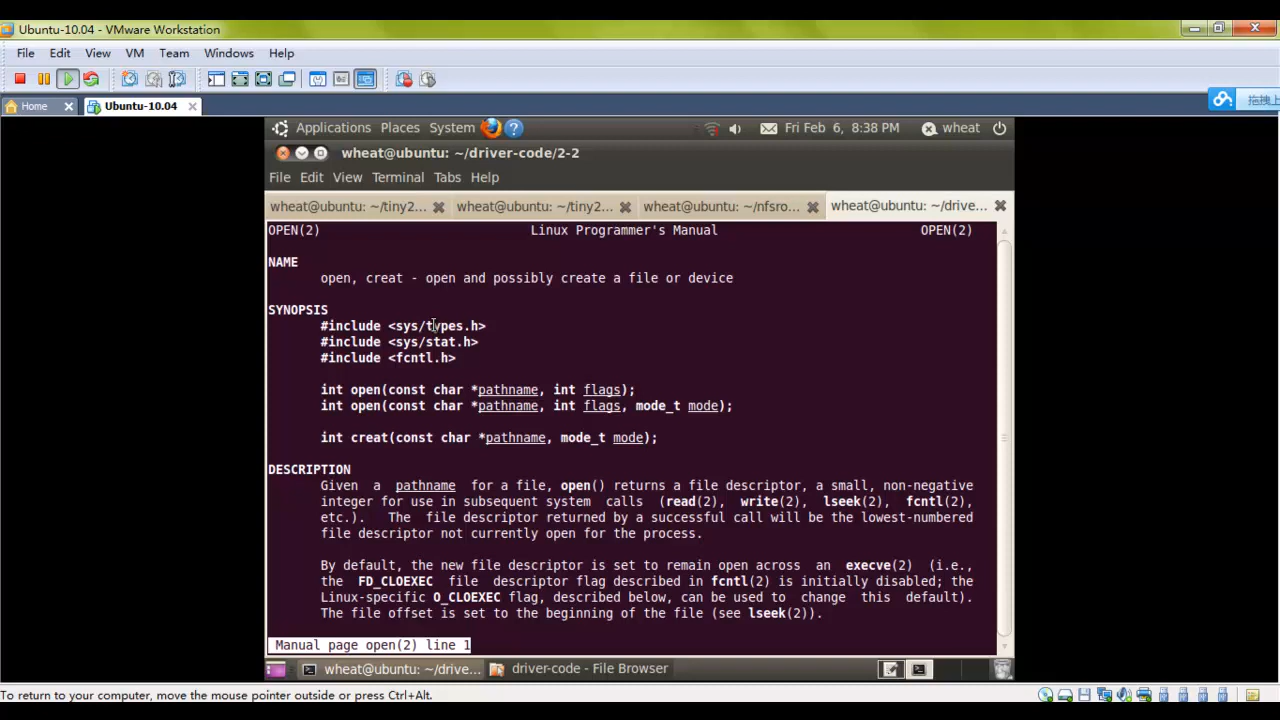 Ubuntu-10.04 - VMware Workstation
File Edit View VM Team Windows Help
Home Ubuntu-10.04
拖拽上
Applications Places System Fri Feb 6, 8:38 PM wheat
wheat@ubuntu: ~/driver-code/2-2
File Edit View Terminal Tabs Help
wheat@ubuntu: ~/tiny2... wheat@ubuntu: ~/tiny2... wheat@ubuntu: ~/nfsro... wheat@ubuntu: ~/drive...
OPEN(2) Linux Programmer's Manual OPEN(2)
NAME
open, creat - open and possibly create a file or device
SYNOPSIS
#include <sys/types.h>
#include <sys/stat.h>
#include <fcntl.h>
int open(const char *pathname, int flags);
int open(const char *pathname, int flags, mode_t mode);
int creat(const char *pathname, mode_t mode);
DESCRIPTION
Given a pathname for a file, open() returns a file descriptor, a small, non-negative
integer for use in subsequent system calls (read(2), write(2), lseek(2), fcntl(2),
etc.). The file descriptor returned by a successful call will be the lowest-numbered
file descriptor not currently open for the process.
By default, the new file descriptor is set to remain open across an execve(2) (i.e.,
the FD_CLOEXEC file descriptor flag described in fcntl(2) is initially disabled; the
Linux-specific O_CLOEXEC flag, described below, can be used to change this default).
The file offset is set to the beginning of the file (see lseek(2)).
Manual page open(2) line 1
wheat@ubuntu: ~/drive... driver-code - File Browser
To return to your computer, move the mouse pointer outside or press Ctrl+Alt.